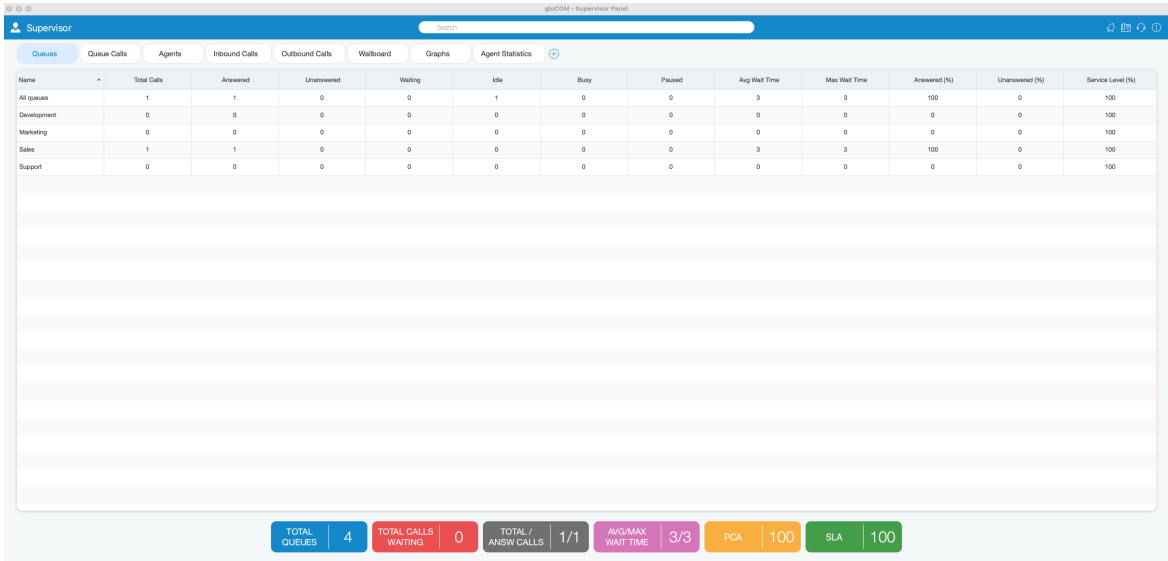 gloCOM - Supervisor Panel
Supervisor
Search
Queues Queue Calls Agents Inbound Calls Outbound Calls Wallboard Graphs Agent Statistics
Name Total Calls Answered Unanswered Waiting Idle Busy Paused Avg Wait Time Max Wait Time Answered (%) Unanswered (%) Service Level (%)
All queues 1 1 0 0 1 0 0 3 3 100 0 100
Development 0 0 0 0 0 0 0 0 0 0 0 100
Marketing 0 0 0 0 0 0 0 0 0 0 0 100
Sales 1 1 0 0 0 0 0 3 3 100 0 100
Support 0 0 0 0 0 0 0 0 0 0 0 100
TOTAL QUEUES 4 TOTAL CALLS WAITING 0 TOTAL / ANSW CALLS 1/1 AVG/MAX WAIT TIME 3/3 PCA 100 SLA 100